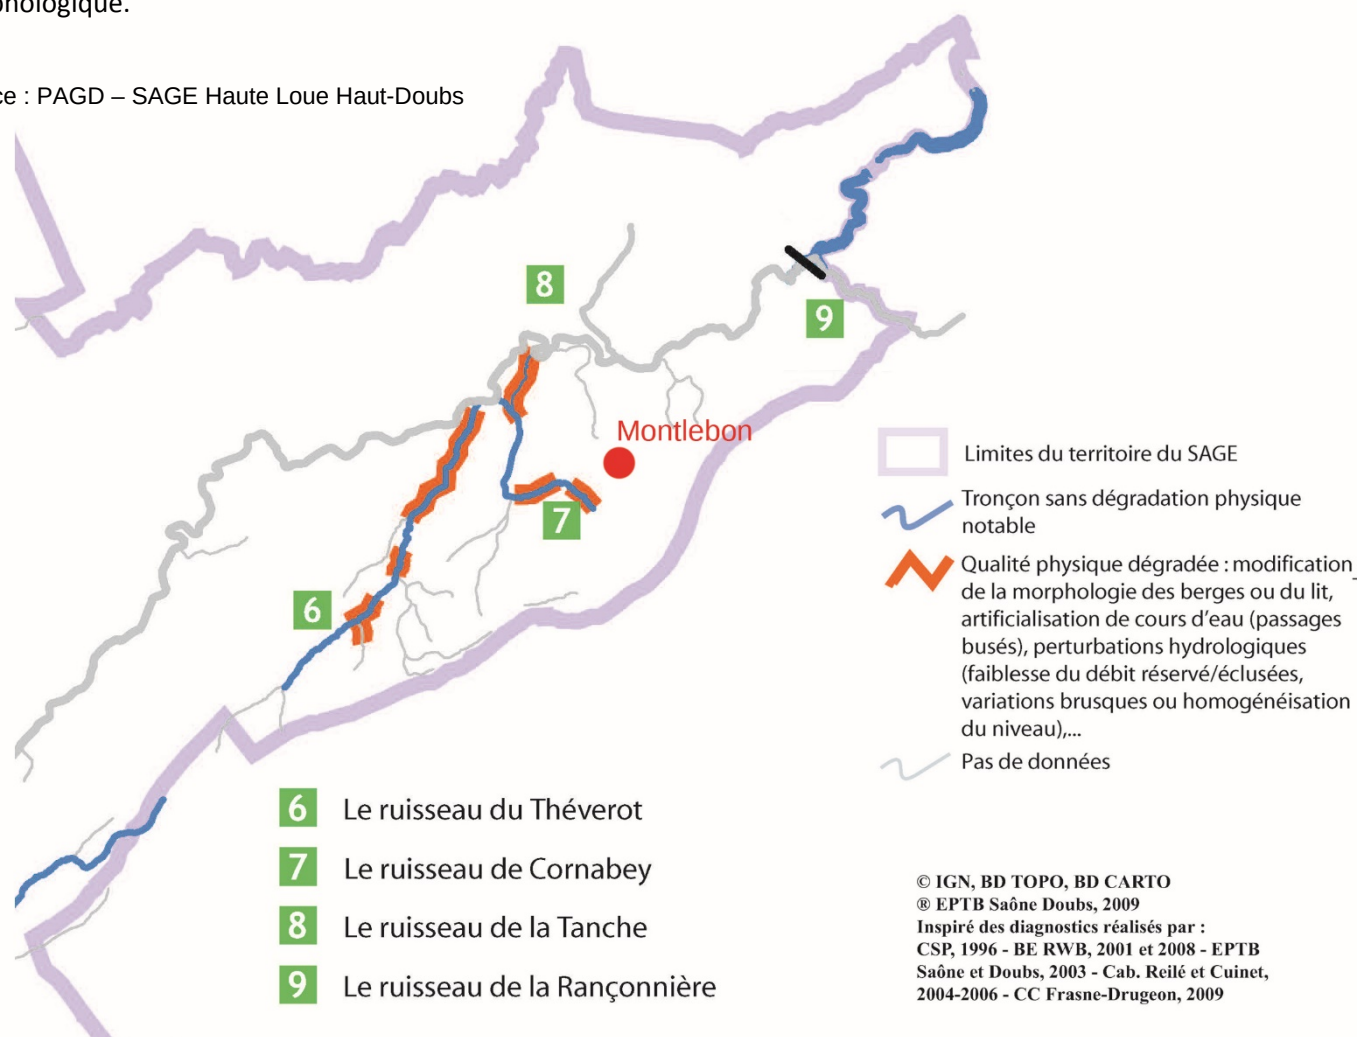 phologique.
ce : PAGD – SAGE Haute Loue Haut-Doubs
8
9
Montlebon
7
6
Limites du territoire du SAGE
Tronçon sans dégradation physique
notable
Qualité physique dégradée : modification
de la morphologie des berges ou du lit,
artificialisation de cours d'eau (passages
busés), perturbations hydrologiques
(faiblesse du débit réservé/éclusées,
variations brusques ou homogénéisation
du niveau),...
Pas de données
6 Le ruisseau du Théverot
7 Le ruisseau de Cornabey
8 Le ruisseau de la Tanche
9 Le ruisseau de la Rançonnière
© IGN, BD TOPO, BD CARTO
® EPTB Saône Doubs, 2009
Inspiré des diagnostics réalisés par :
CSP, 1996 - BE RWB, 2001 et 2008 - EPTB
Saône et Doubs, 2003 - Cab. Reilé et Cuinet,
2004-2006 - CC Frasne-Drugeon, 2009